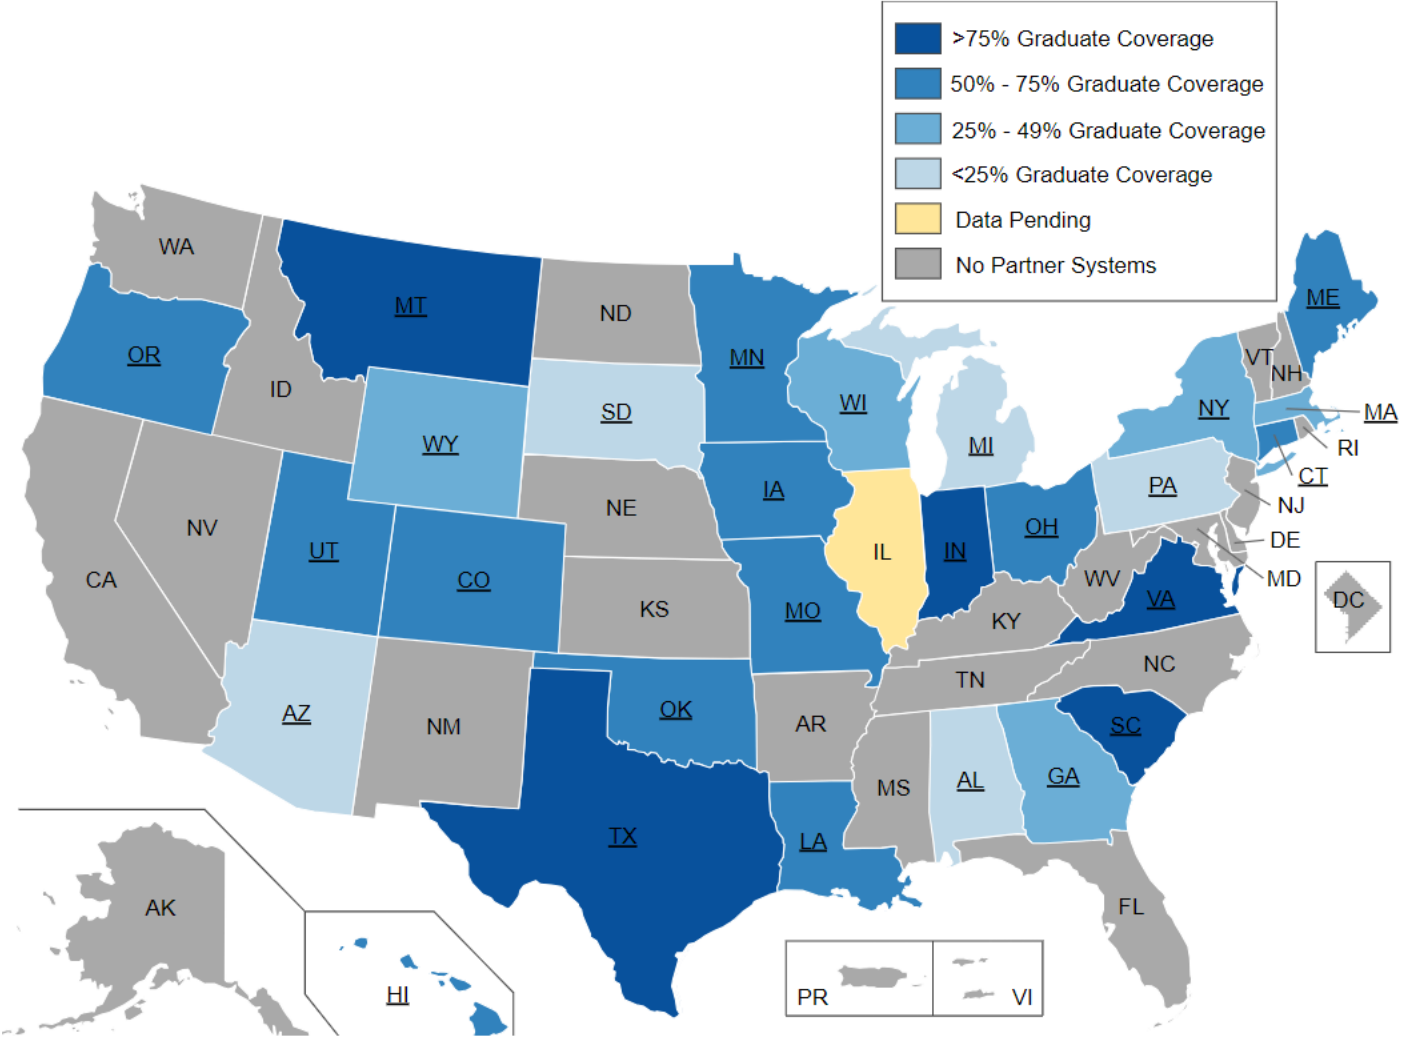 >75% Graduate Coverage
50% - 75% Graduate Coverage
25% - 49% Graduate Coverage
<25% Graduate Coverage
Data Pending
No Partner Systems
WA
MT
ND
MN
ME
OR
ID
SD
WI
VT
NH
WY
MI
NY
MA
RI
NV
UT
CO
NE
IA
IL
IN
OH
PA
CT
NJ
DE
MD
DC
CA
KS
MO
KY
WV
VA
AZ
NM
OK
AR
TN
NC
SC
TX
LA
MS
AL
GA
FL
AK
HI
PR
VI